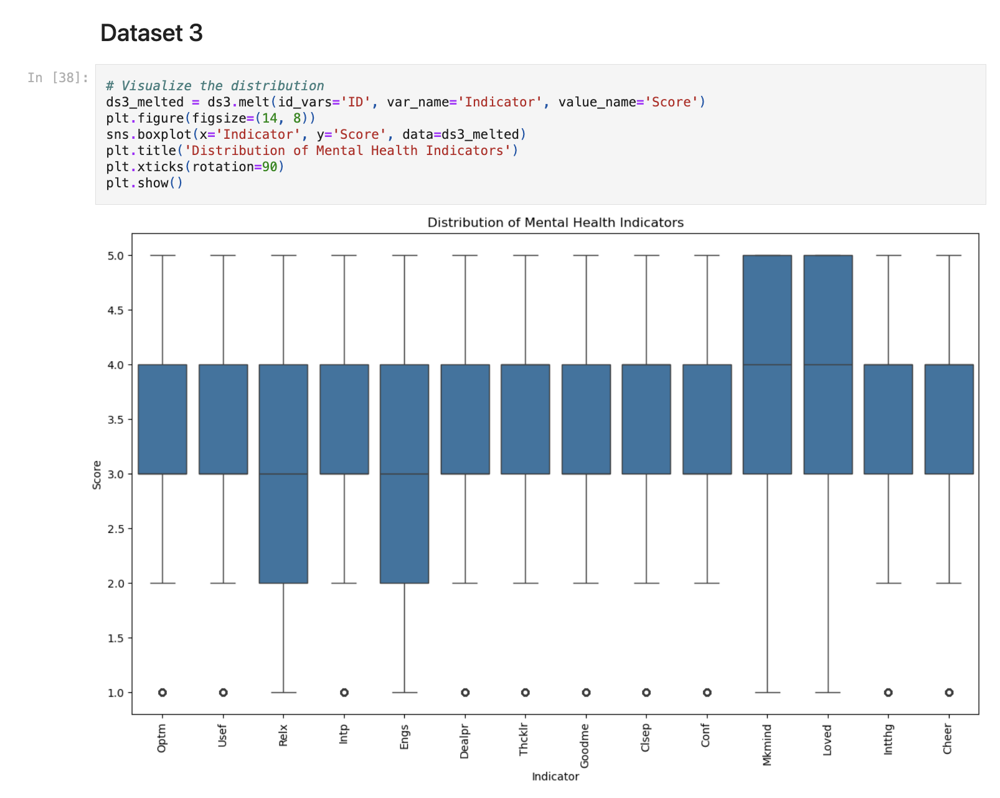 Dataset 3
In [38]:
# Visualize the distribution
ds3_melted = ds3.melt(id_vars='ID', var_name='Indicator', value_name='Score')
plt.figure(figsize=(14, 8))
sns.boxplot(x='Indicator', y='Score', data=ds3_melted)
plt.title('Distribution of Mental Health Indicators')
plt.xticks(rotation=90)
plt.show()
Distribution of Mental Health Indicators
5.0
4.5
4.0
3.5
3.0
2.5
2.0
1.5
1.0
Score
Optm
Usef
Relx
Intp
Engs
Dealpr
Thcklr
Goodme
Clsep
Conf
Mkmind
Loved
Intthg
Cheer
Indicator